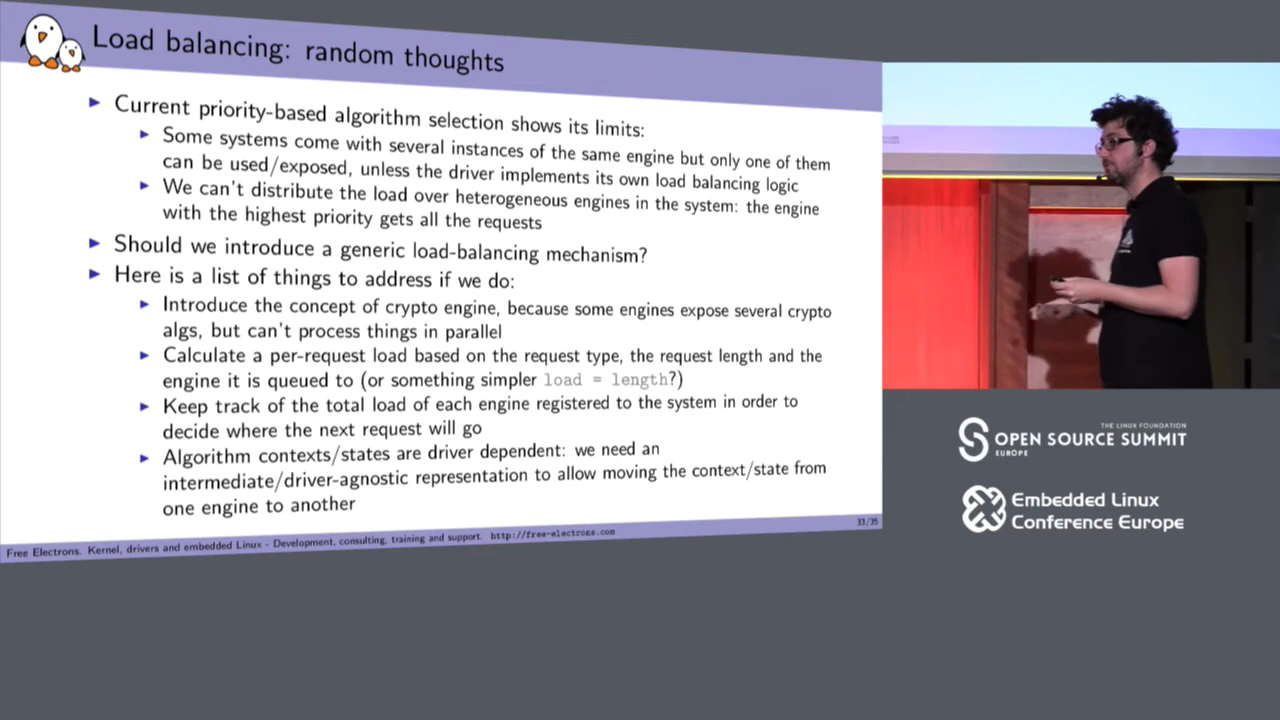 Load balancing: random thoughts
Current priority-based algorithm selection shows its limits:
Some systems come with several instances of the same engine but only one of them
can be used/exposed, unless the driver implements its own load balancing logic
We can't distribute the load over heterogeneous engines in the system: the engine
with the highest priority gets all the requests
Should we introduce a generic load-balancing mechanism?
Here is a list of things to address if we do:
Introduce the concept of crypto engine, because some engines expose several crypto
algs, but can't process things in parallel
Calculate a per-request load based on the request type, the request length and the
engine it is queued to (or something simpler load = length?)
Keep track of the total load of each engine registered to the system in order to
decide where the next request will go
Algorithm contexts/states are driver dependent: we need an
intermediate/driver-agnostic representation to allow moving the context/state from
one engine to another
Free Electrons. Kernel, drivers and embedded Linux - Development, consulting, training and support. http://free-electrons.com
33/35
THE LINUX FOUNDATION
OPEN SOURCE SUMMIT
EUROPE
Embedded Linux
Conference Europe